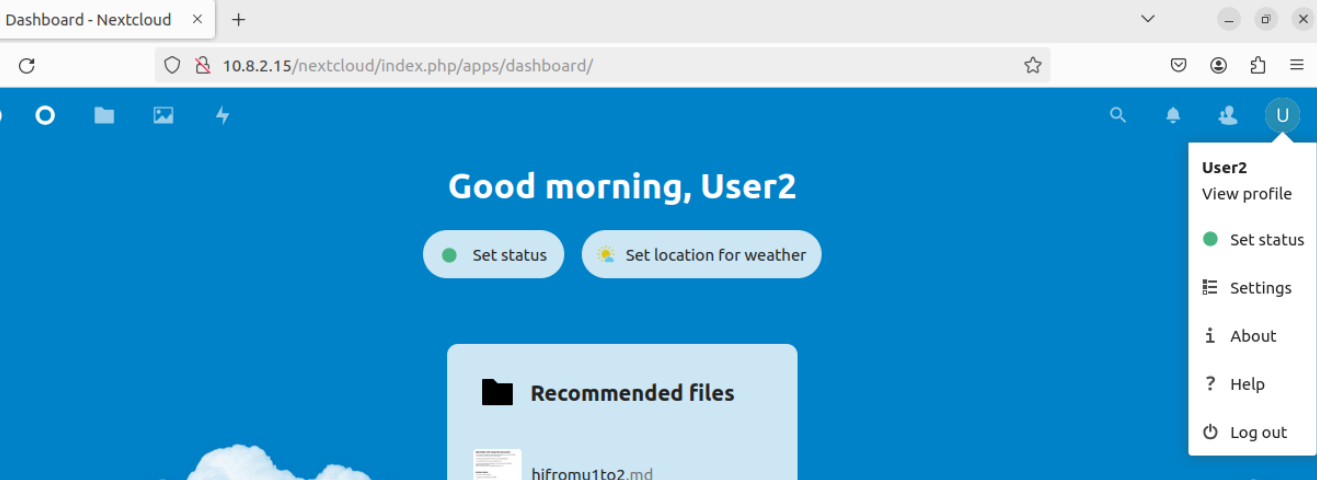 Dashboard - Nextcloud
10.8.2.15/nextcloud/index.php/apps/dashboard/
U
Good morning, User2
Set status
Set location for weather
Recommended files
hifromu1to2.md
User2
View profile
Set status
Settings
About
Help
Log out